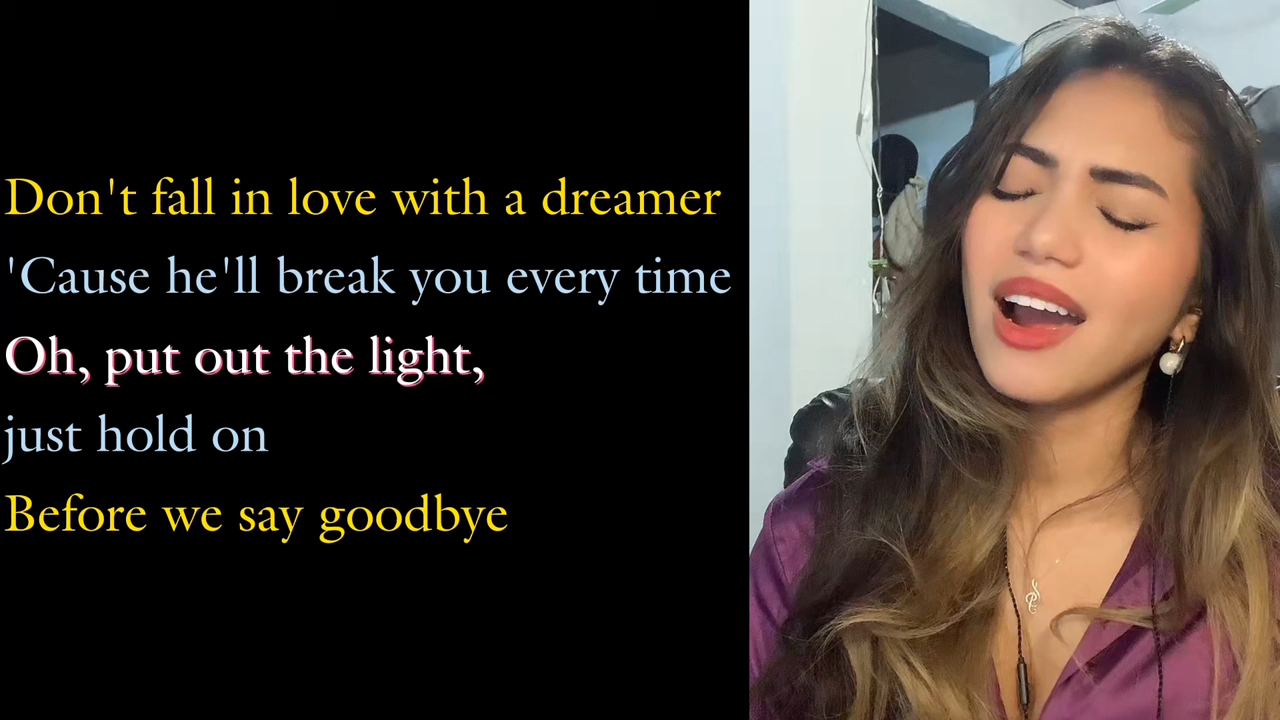 Don't fall in love with a dreamer
'Cause he'll break you every time
Oh, put out the light,
just hold on
Before we say goodbye